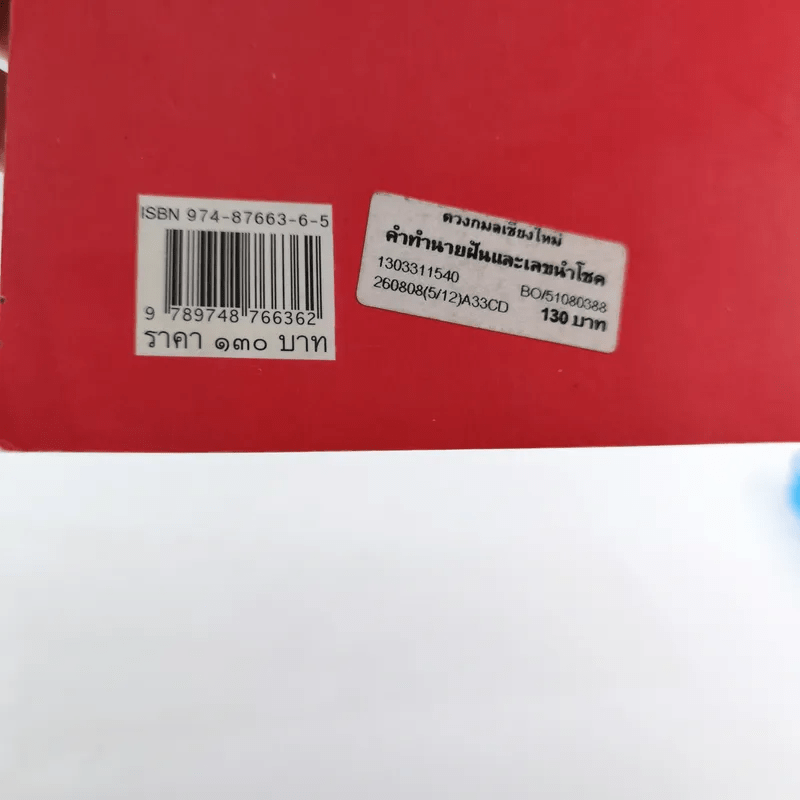 ISBN 974-87663-6-5
9 789748 766362
ราคา ๑๓๐ บาท
ดวงกมลเชียงใหม่
คำทำนายฝันและเลขนำโชค
1303311540 BO/51080388
260808(5/12)A33CD 130 บาท